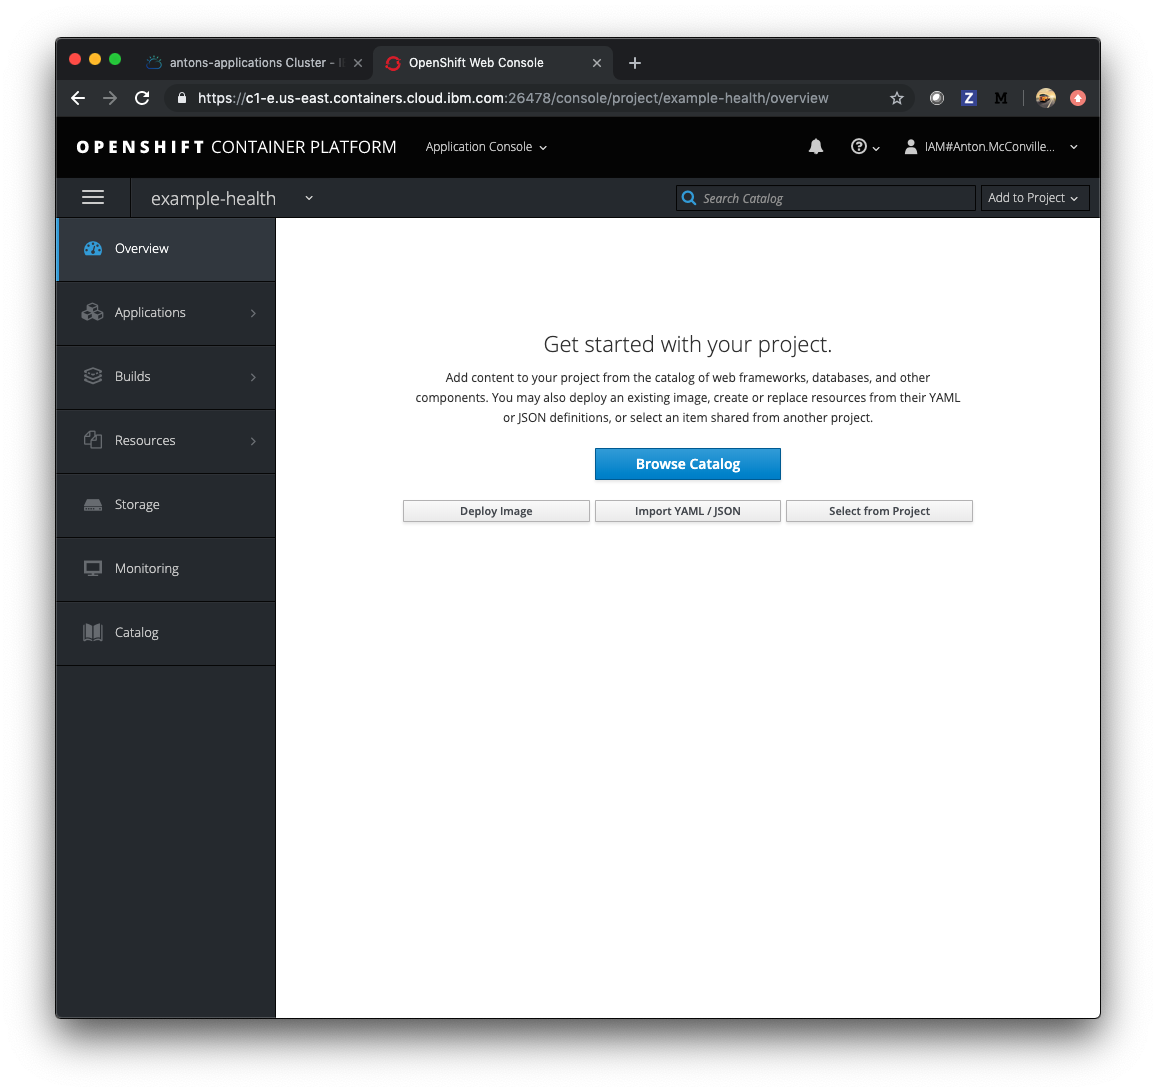 antons-applications Cluster - I
OpenShift Web Console
https://c1-e.us-east.containers.cloud.ibm.com:26478/console/project/example-health/overview
Z
M
OPENSHIFT CONTAINER PLATFORM
Application Console
IAM#Anton.McConville...
example-health
Search Catalog
Add to Project
Overview
Applications
Builds
Resources
Storage
Monitoring
Catalog
Get started with your project.
Add content to your project from the catalog of web frameworks, databases, and other
components. You may also deploy an existing image, create or replace resources from their YAML
or JSON definitions, or select an item shared from another project.
Browse Catalog
Deploy Image
Import YAML / JSON
Select from Project